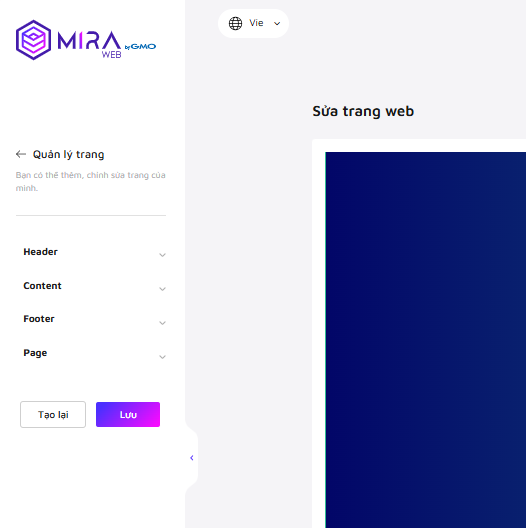 MIRA
WEB
by GMO
Vie
Sửa trang web
Quản lý trang
Bạn có thể thêm, chỉnh sửa trang của
mình.
Header
Content
Footer
Page
Tạo lại
Lưu